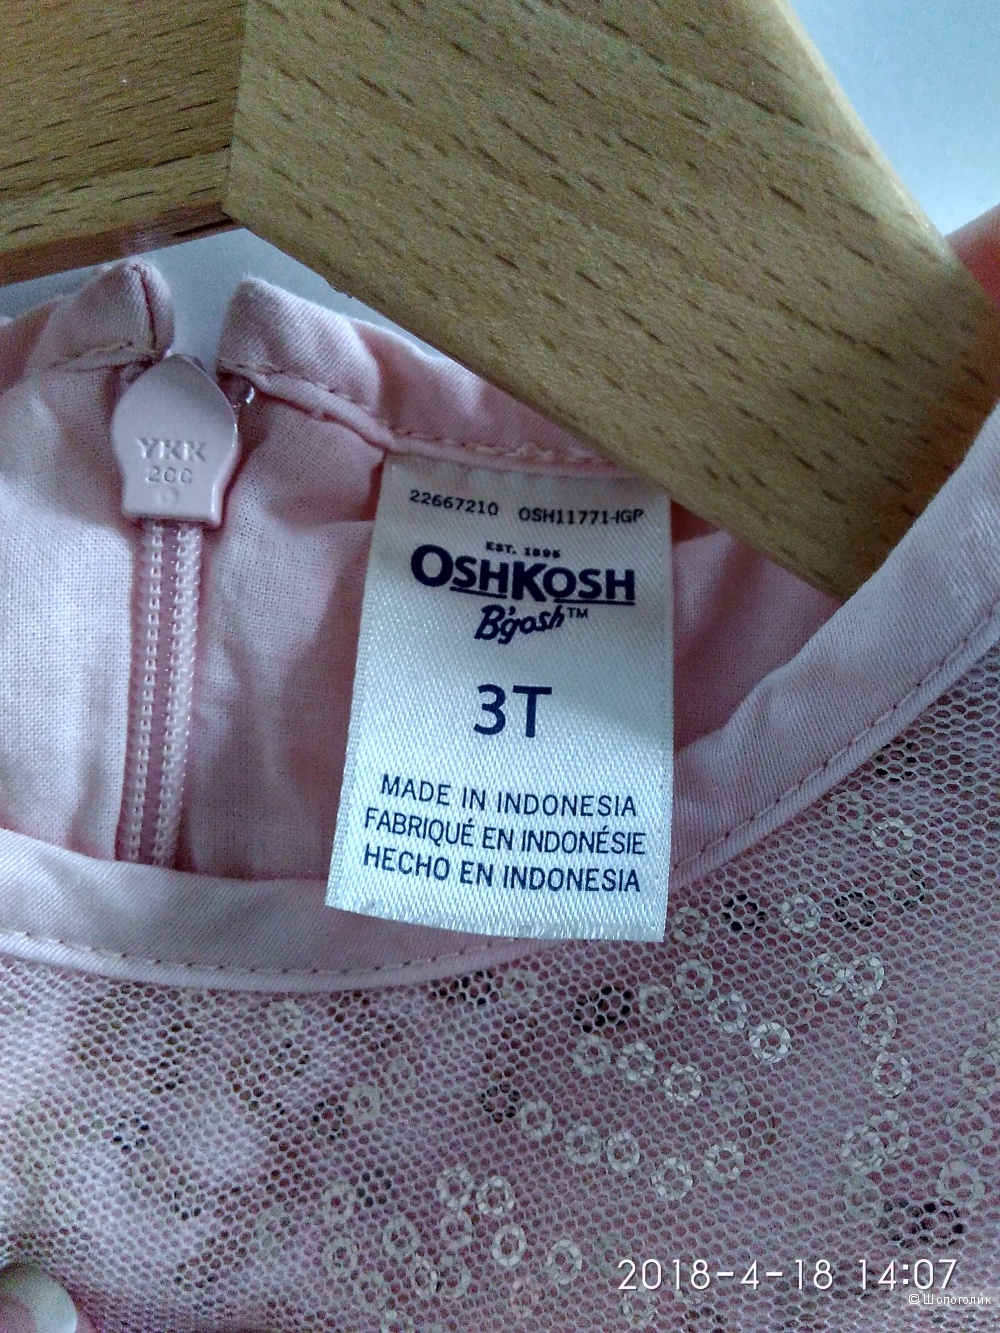 YKK
2CC
22667210 OSH11771-IGP
EST. 1895
OSHKOSH
B'gosh™
3T
MADE IN INDONESIA
FABRIQUÉ EN INDONÉSIE
HECHO EN INDONESIA
2018-4-18 14:07
© Шопоголик